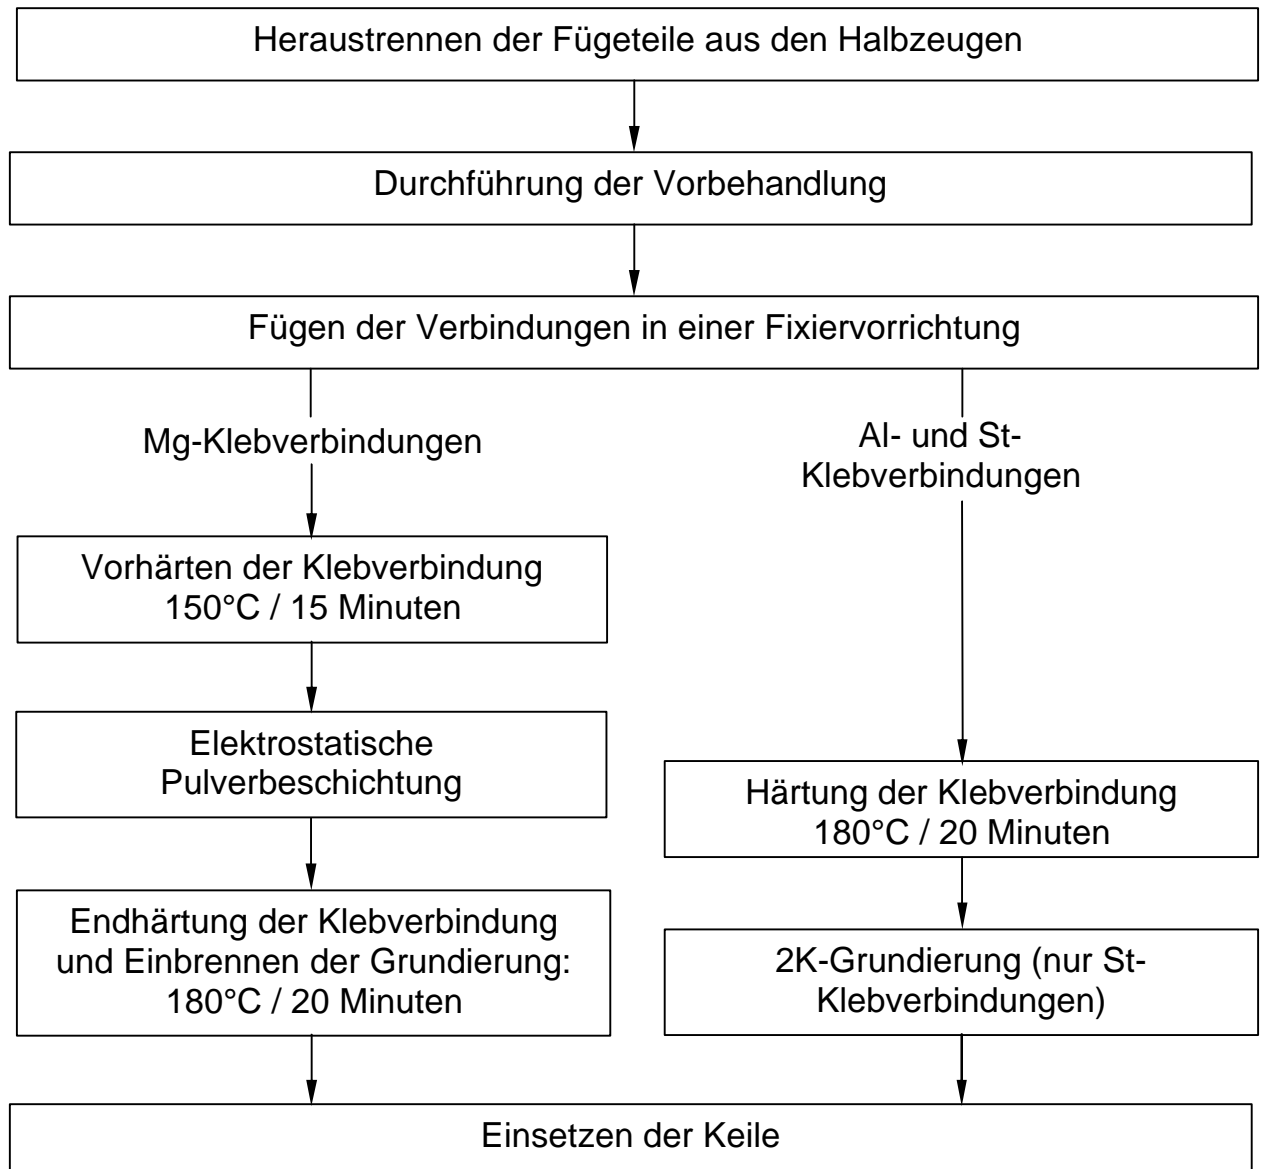 Heraustrennen der Fügeteile aus den Halbzeugen
Durchführung der Vorbehandlung
Fügen der Verbindungen in einer Fixiervorrichtung
Mg-Klebverbindungen
Vorhärten der Klebverbindung
150°C / 15 Minuten
Elektrostatische
Pulverbeschichtung
Endhärtung der Klebverbindung
und Einbrennen der Grundierung:
180°C / 20 Minuten
Al- und St-
Klebverbindungen
Härtung der Klebverbindung
180°C / 20 Minuten
2K-Grundierung (nur St-
Klebverbindungen)
Einsetzen der Keile